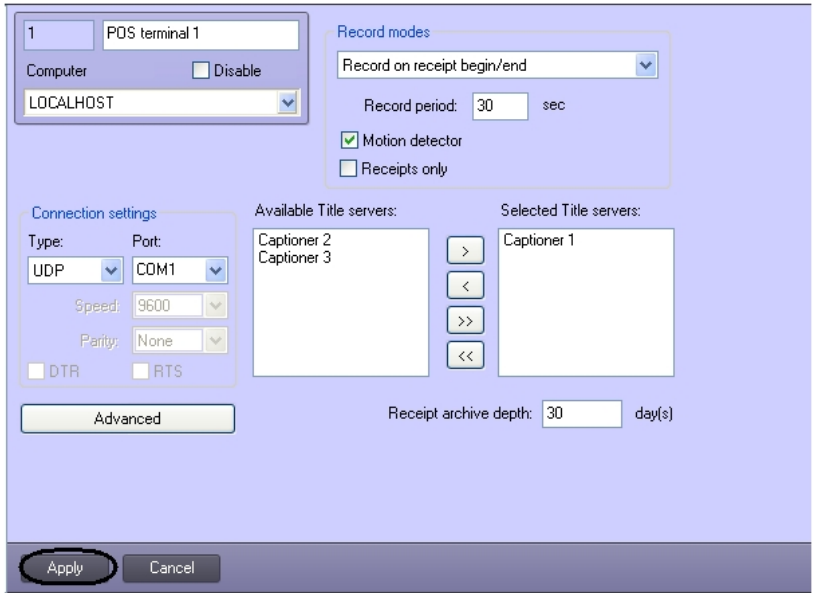 1
POS terminal 1
Computer
Disable
LOCALHOST
Record modes
Record on receipt begin/end
Record period: 30 sec
Motion detector
Receipts only
Connection settings
Type: Port:
UDP COM1
Speed: 9600
Parity: None
DTR RTS
Advanced
Available Title servers:
Captioner 2
Captioner 3
>
<
>>
<<
Selected Title servers:
Captioner 1
Receipt archive depth: 30 day(s)
Apply Cancel